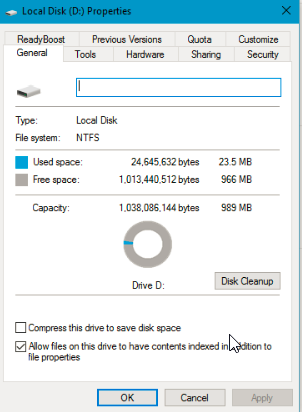 Local Disk (D:) Properties
ReadyBoost Previous Versions Quota Customize
General Tools Hardware Sharing Security
Type: Local Disk
File system: NTFS
Used space: 24,645,632 bytes 23.5 MB
Free space: 1,013,440,512 bytes 966 MB
Capacity: 1,038,086,144 bytes 989 MB
Drive D:
Disk Cleanup
Compress this drive to save disk space
Allow files on this drive to have contents indexed in addition to
file properties
OK Cancel Apply